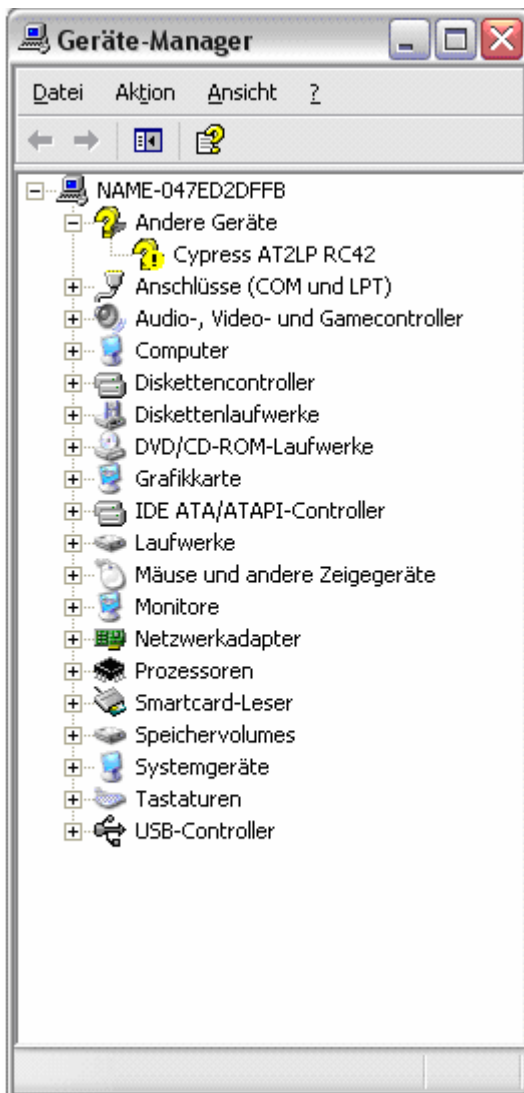 Geräte-Manager
Datei Aktion Ansicht ?
NAME-047ED2DFFB
Andere Geräte
Cypress AT2LP RC42
Anschlüsse (COM und LPT)
Audio-, Video- und Gamecontroller
Computer
Diskettencontroller
Diskettenlaufwerke
DVD/CD-ROM-Laufwerke
Grafikkarte
IDE ATA/ATAPI-Controller
Laufwerke
Mäuse und andere Zeigegeräte
Monitore
Netzwerkadapter
Prozessoren
Smartcard-Leser
Speichervolumes
Systemgeräte
Tastaturen
USB-Controller